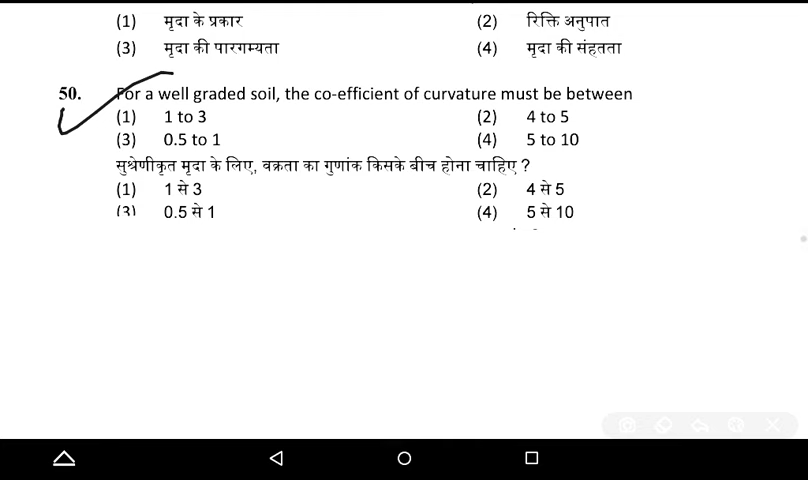 (1) मृदा के प्रकार (2) रिक्ति अनुपात
(3) मृदा की पारगम्यता (4) मृदा की संहतता
50. For a well graded soil, the co-efficient of curvature must be between
(1) 1 to 3 (2) 4 to 5
(3) 0.5 to 1 (4) 5 to 10
सुश्रेणीकृत मृदा के लिए, वक्रता का गुणांक किसके बीच होना चाहिए ?
(1) 1 से 3 (2) 4 से 5
(3) 0.5 से 1 (4) 5 से 10